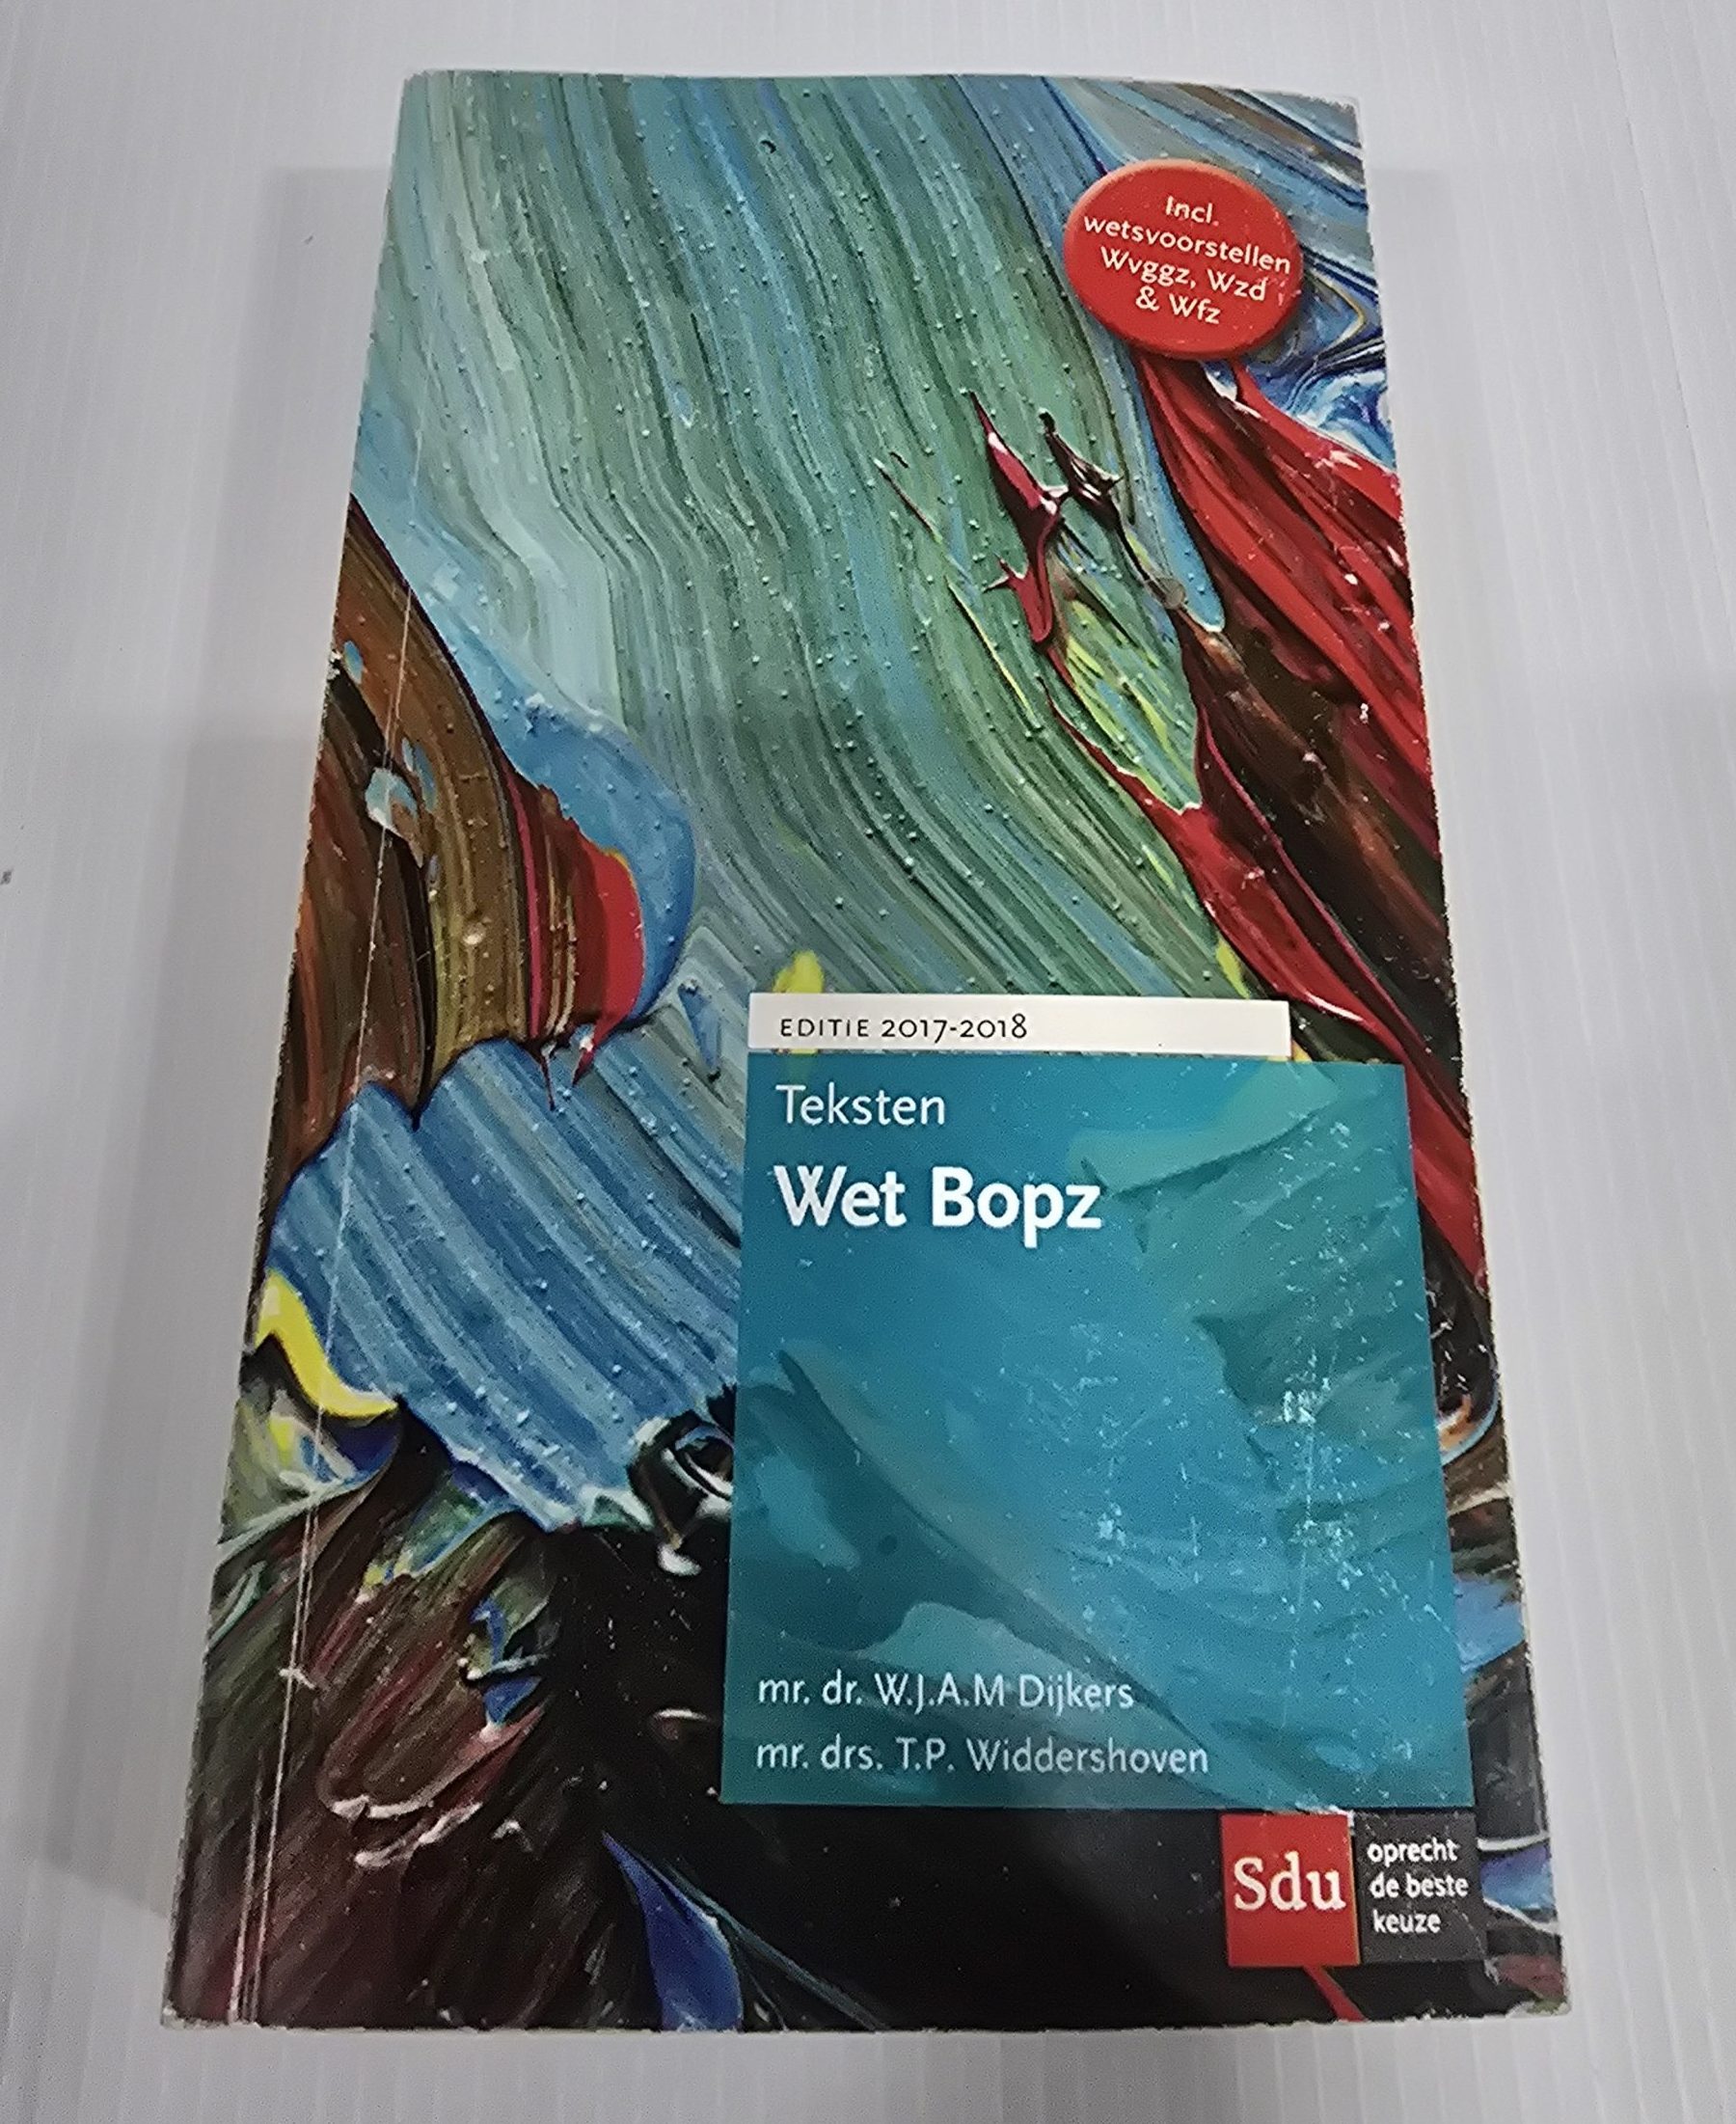 Incl.
wetsvoorstellen
Wvggz, Wzd
& Wfz
EDITIE 2017-2018
Teksten
Wet Bopz
mr. dr. W.J.A.M Dijkers
mr. drs. T.P. Widdershoven
Sdu
oprecht
de beste
keuze